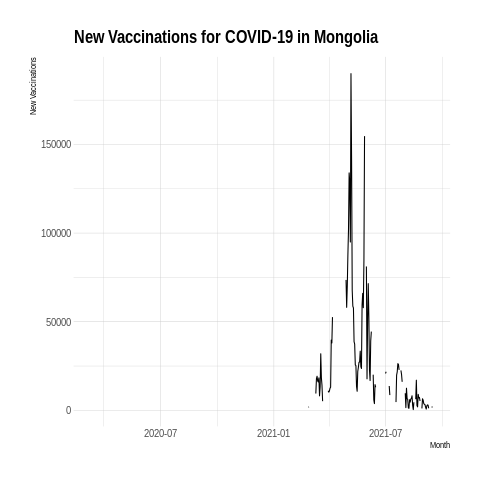 New Vaccinations for COVID-19 in Mongolia
New Vaccinations
150000
100000
50000
0
2020-07 2021-01 2021-07
Month